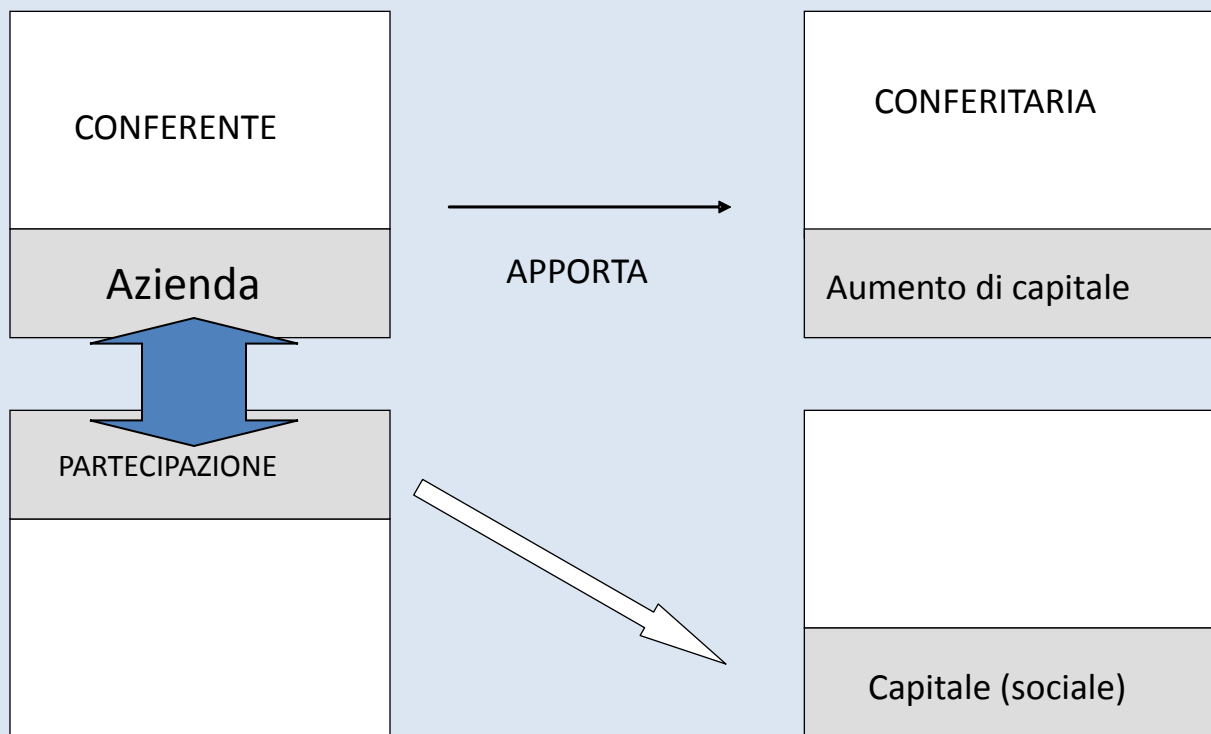 CONFERENTE
CONFERITARIA
Azienda
APPORTA
Aumento di capitale
PARTECIPAZIONE
Capitale (sociale)